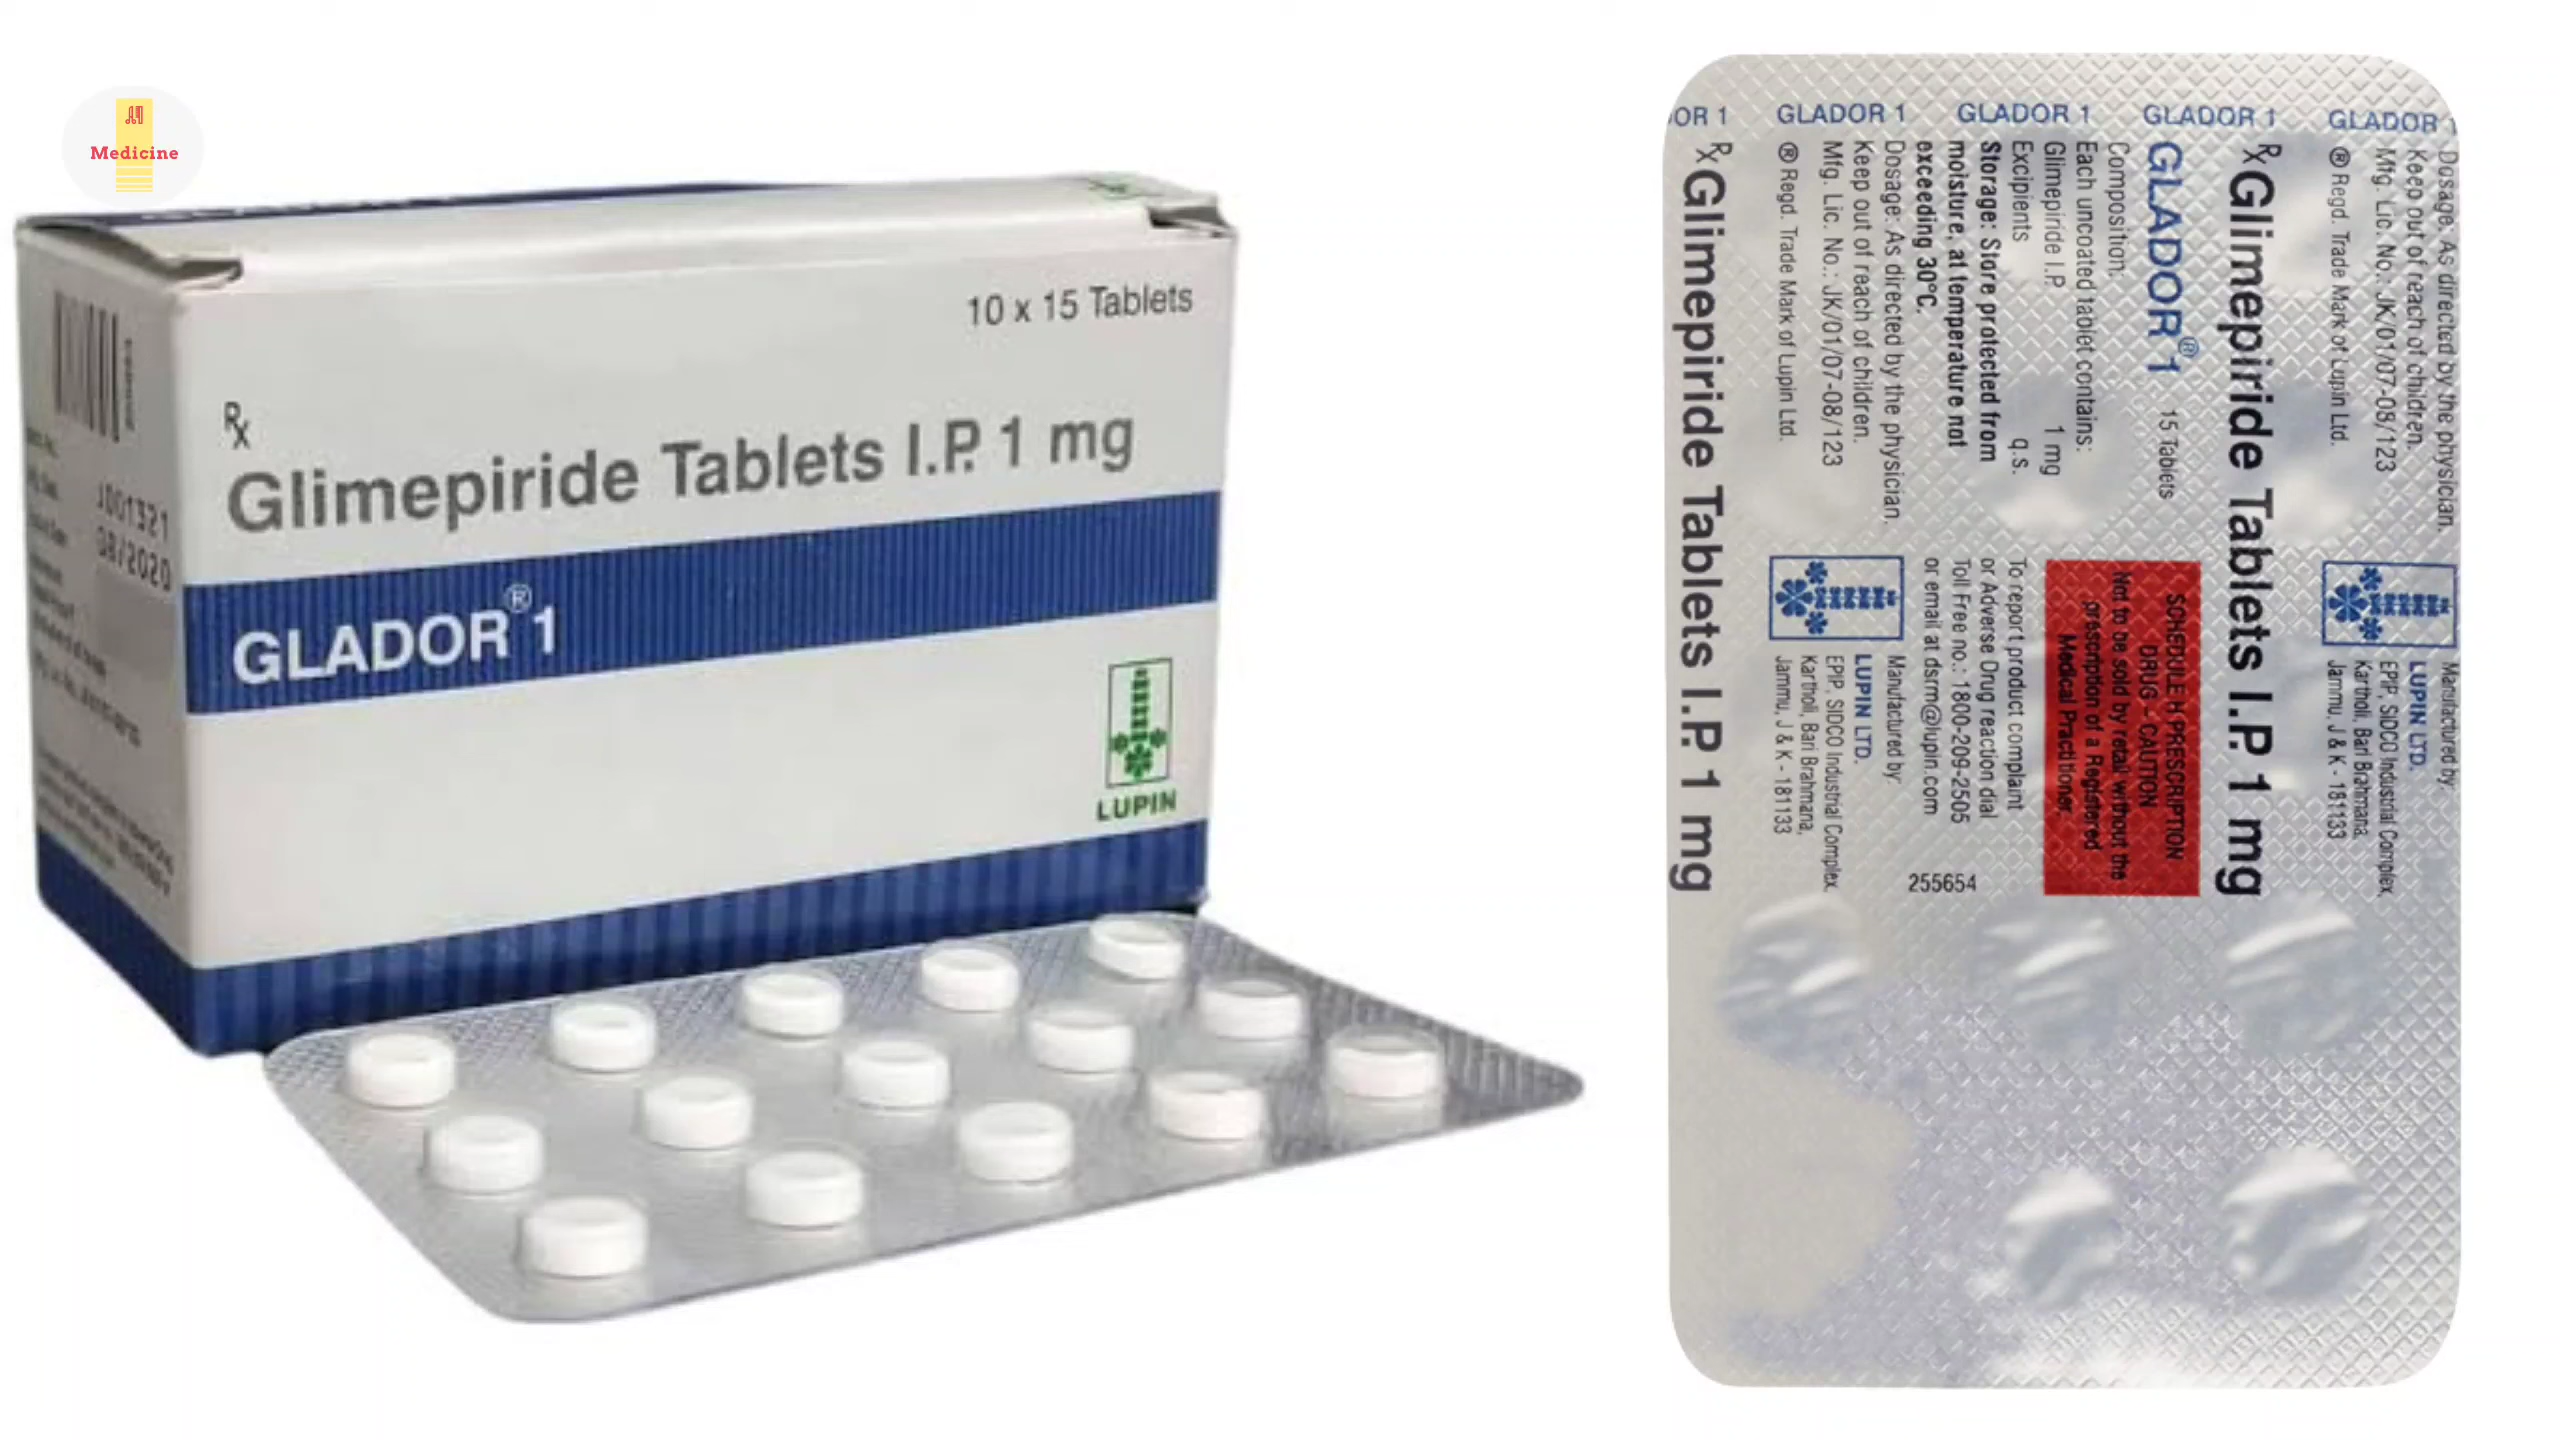 Medicine
10 x 15 Tablets
Rx
Glimepiride Tablets I.P. 1 mg
GLADOR® 1
LUPIN
J001321
08/2020
OR 1 GLADOR 1 GLADOR 1 GLADOR 1 GLADOR 1
Dosage: As directed by the physician.
Keep out of reach of children.
Mfg. Lic. No.: JK/01/07-08/123
® Regd. Trade Mark of Lupin Ltd.
Manufactured by:
LUPIN LTD.
EPIP, SIDCO Industrial Complex,
Kartholi, Bari Brahmana,
Jammu, J & K - 181133
Rx Glimepiride Tablets I.P. 1 mg
GLADOR® 1 15 Tablets
Composition:
Each uncoated tablet contains:
Glimepiride I.P. 1 mg
Excipients q.s.
Storage: Store protected from
moisture, at temperature not
exceeding 30°C.
Dosage: As directed by the physician.
Keep out of reach of children.
Mfg. Lic. No.: JK/01/07-08/123
® Regd. Trade Mark of Lupin Ltd.
SCHEDULE H PRESCRIPTION
DRUG - CAUTION
Not to be sold by retail without the
prescription of a Registered
Medical Practitioner.
To report product complaint
or Adverse Drug reaction dial
Toll Free no.: 1800-209-2505
or email at dsrm@lupin.com
255654
Manufactured by:
LUPIN LTD.
EPIP, SIDCO Industrial Complex,
Kartholi, Bari Brahmana,
Jammu, J & K - 181133
Rx Glimepiride Tablets I.P. 1 mg